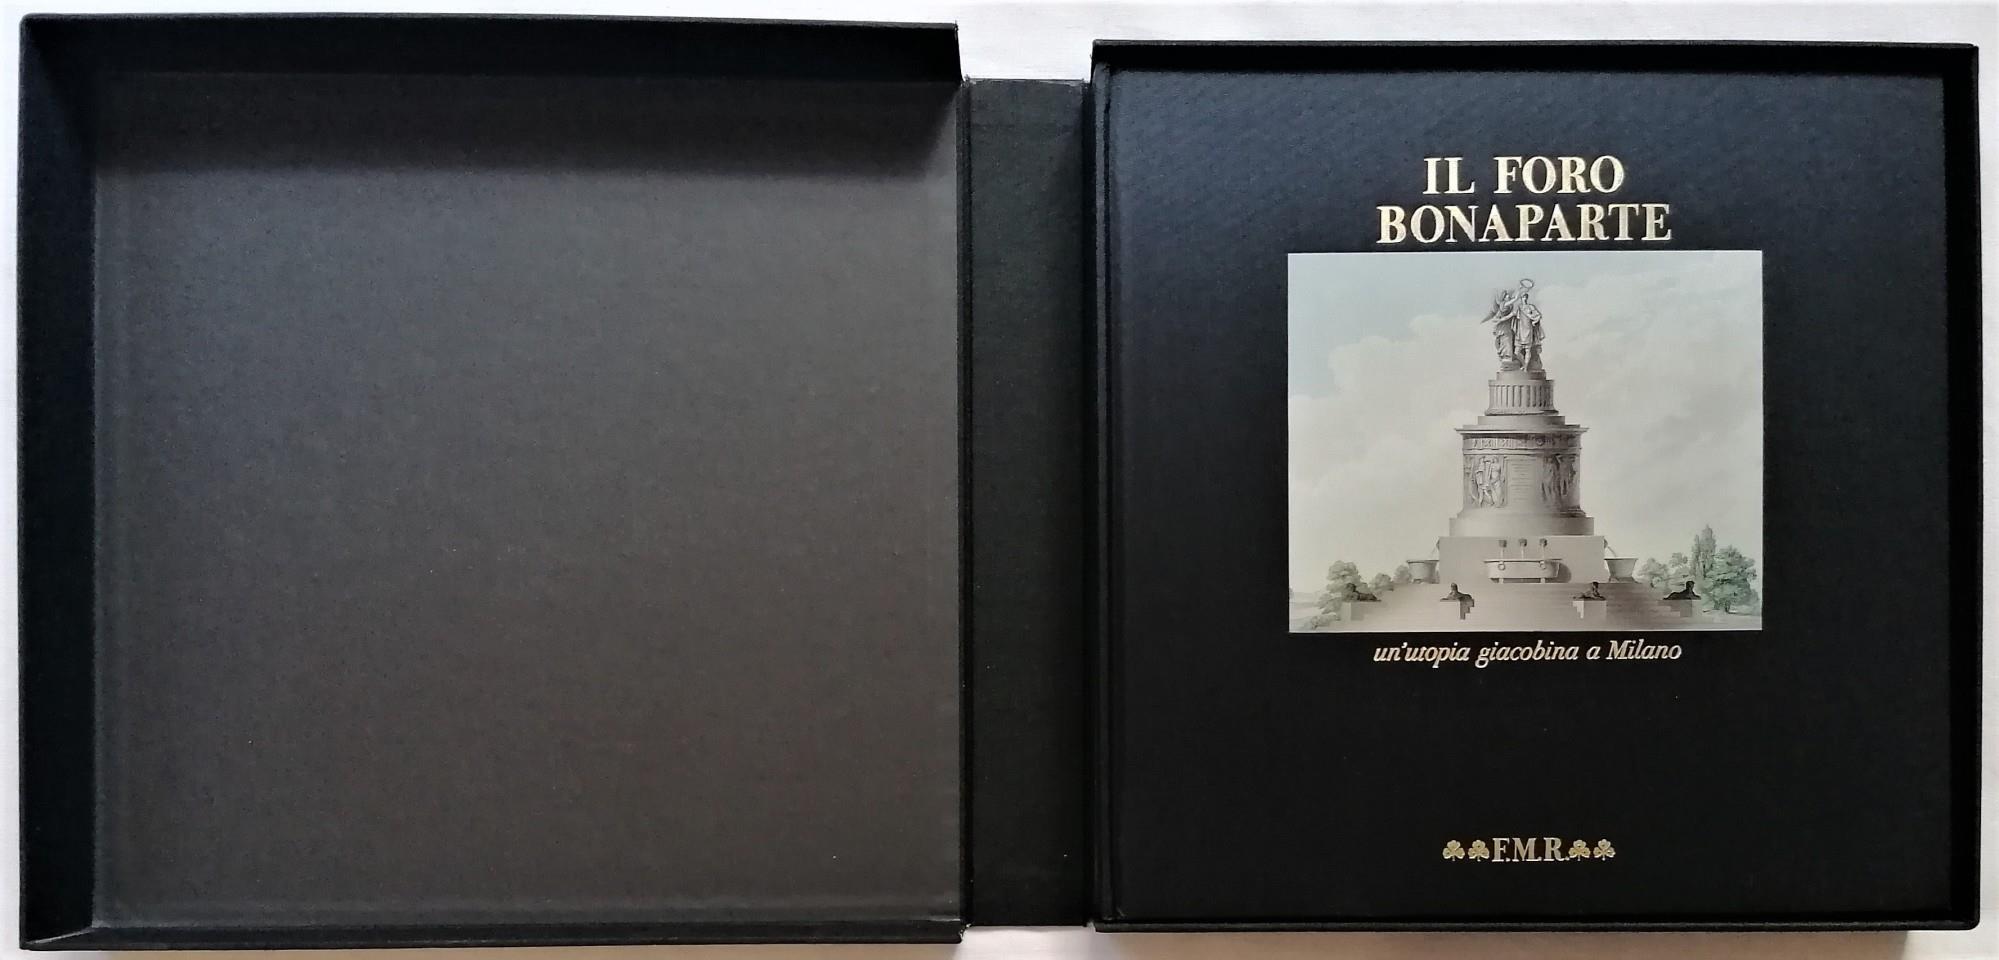 IL FORO
BONAPARTE
un'utopia giacobina a Milano
F.M.R.